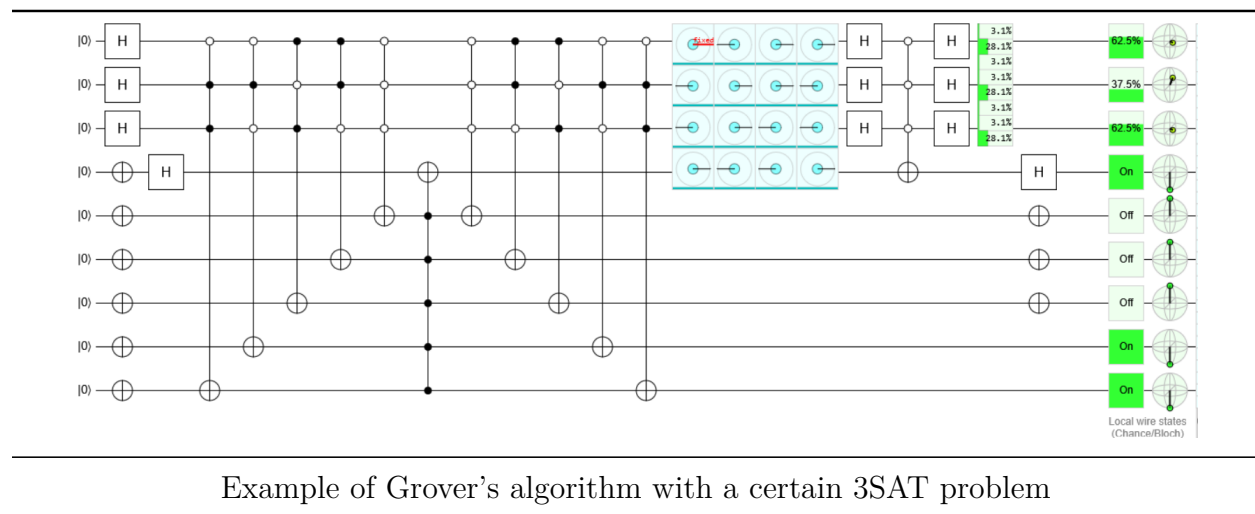 |0⟩ H H H 3.1% 62.5%
fixed
28.1%
3.1%
|0⟩ H H H 3.1% 37.5%
28.1%
3.1%
|0⟩ H H H 3.1% 62.5%
28.1%
|0⟩ H H On
|0⟩ Off
|0⟩ Off
|0⟩ Off
|0⟩ On
|0⟩ On
Local wire states
(Chance/Bloch)
Example of Grover's algorithm with a certain 3SAT problem